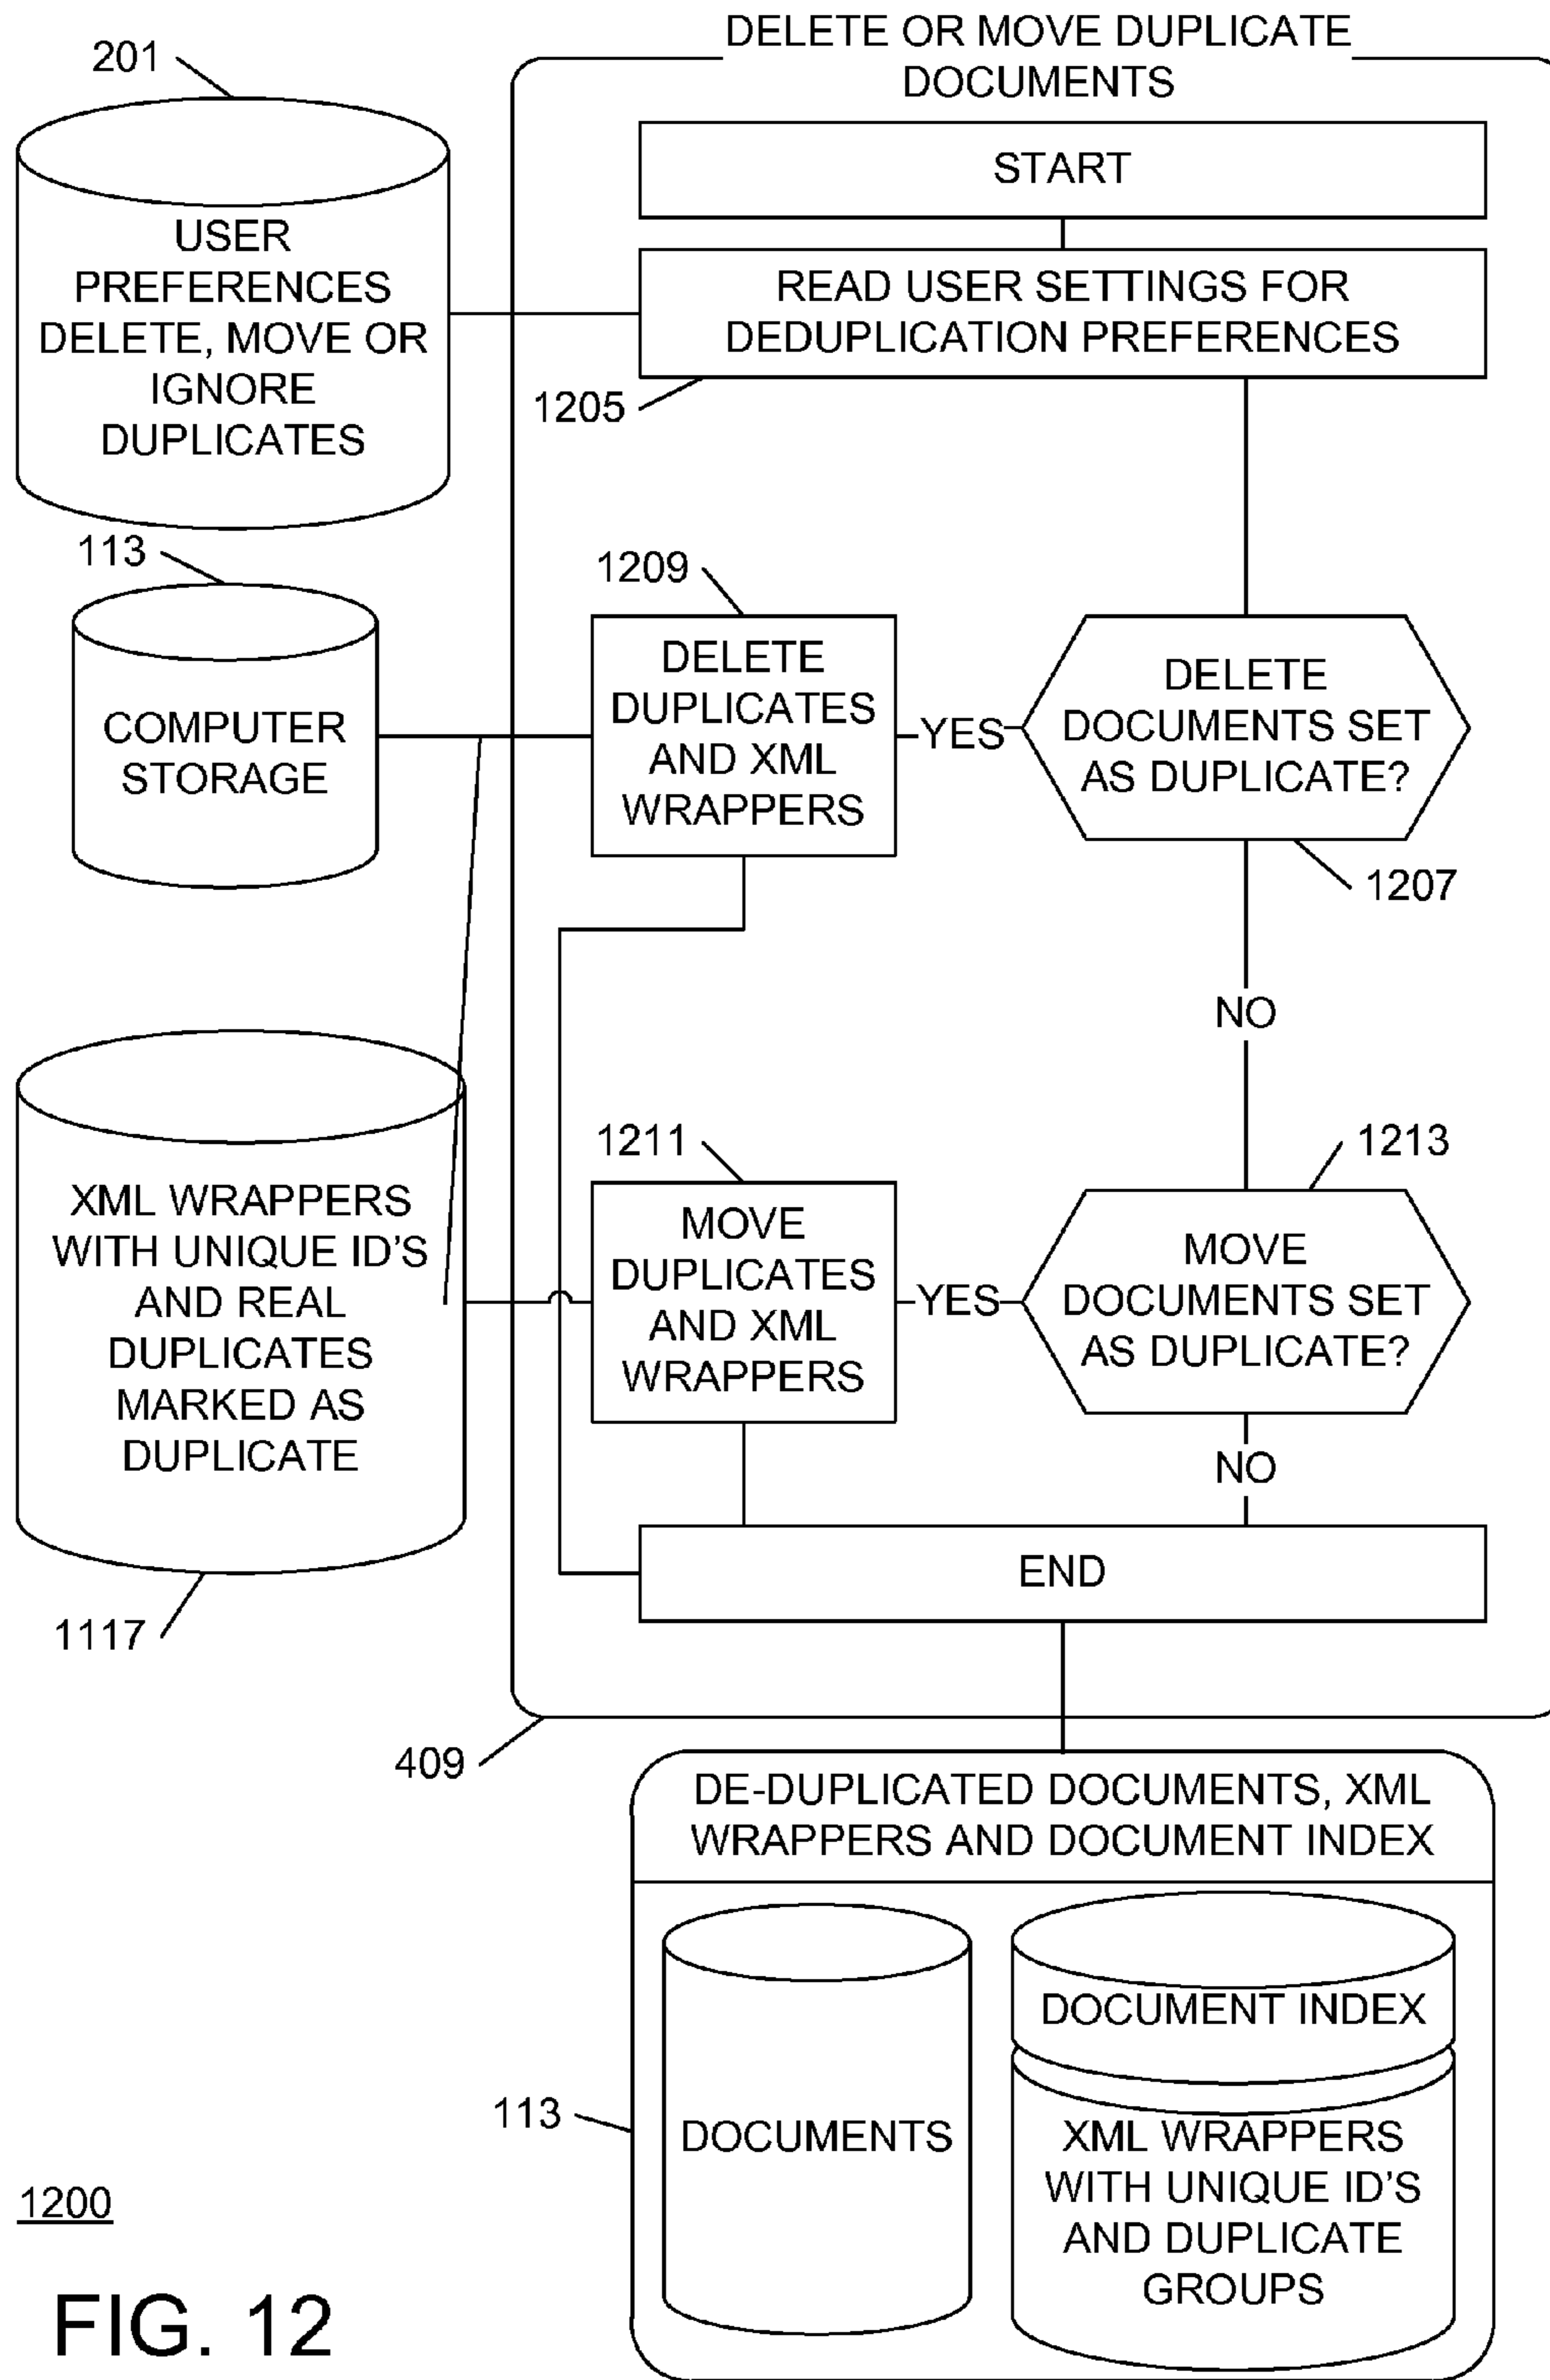 DELETE OR MOVE DUPLICATE
DOCUMENTS
201
START
USER
PREFERENCES
DELETE, MOVE OR
IGNORE
DUPLICATES
READ USER SETTINGS FOR
DEDUPLICATION PREFERENCES
1205
113
COMPUTER
STORAGE
1209
DELETE
DUPLICATES
AND XML
WRAPPERS
YES
DELETE
DOCUMENTS SET
AS DUPLICATE?
1207
NO
XML WRAPPERS
WITH UNIQUE ID'S
AND REAL
DUPLICATES
MARKED AS
DUPLICATE
1117
1211
MOVE
DUPLICATES
AND XML
WRAPPERS
YES
1213
MOVE
DOCUMENTS SET
AS DUPLICATE?
NO
END
409
DE-DUPLICATED DOCUMENTS, XML
WRAPPERS AND DOCUMENT INDEX
113
DOCUMENTS
DOCUMENT INDEX
XML WRAPPERS
WITH UNIQUE ID'S
AND DUPLICATE
GROUPS
1200
FIG. 12